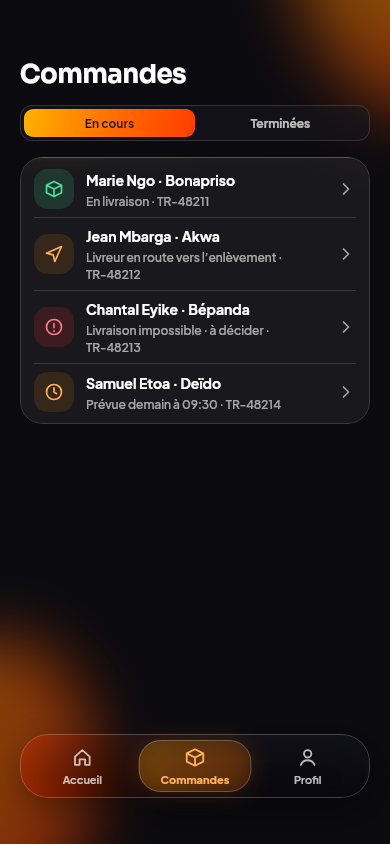 Commandes
En cours
Terminées
Marie Ngo · Bonapriso
En livraison · TR-48211
Jean Mbarga · Akwa
Livreur en route vers l’enlèvement ·
TR-48212
Chantal Eyike · Bépanda
Livraison impossible · à décider ·
TR-48213
Samuel Etoa · Deïdo
Prévue demain à 09:30 · TR-48214
Accueil
Commandes
Profil